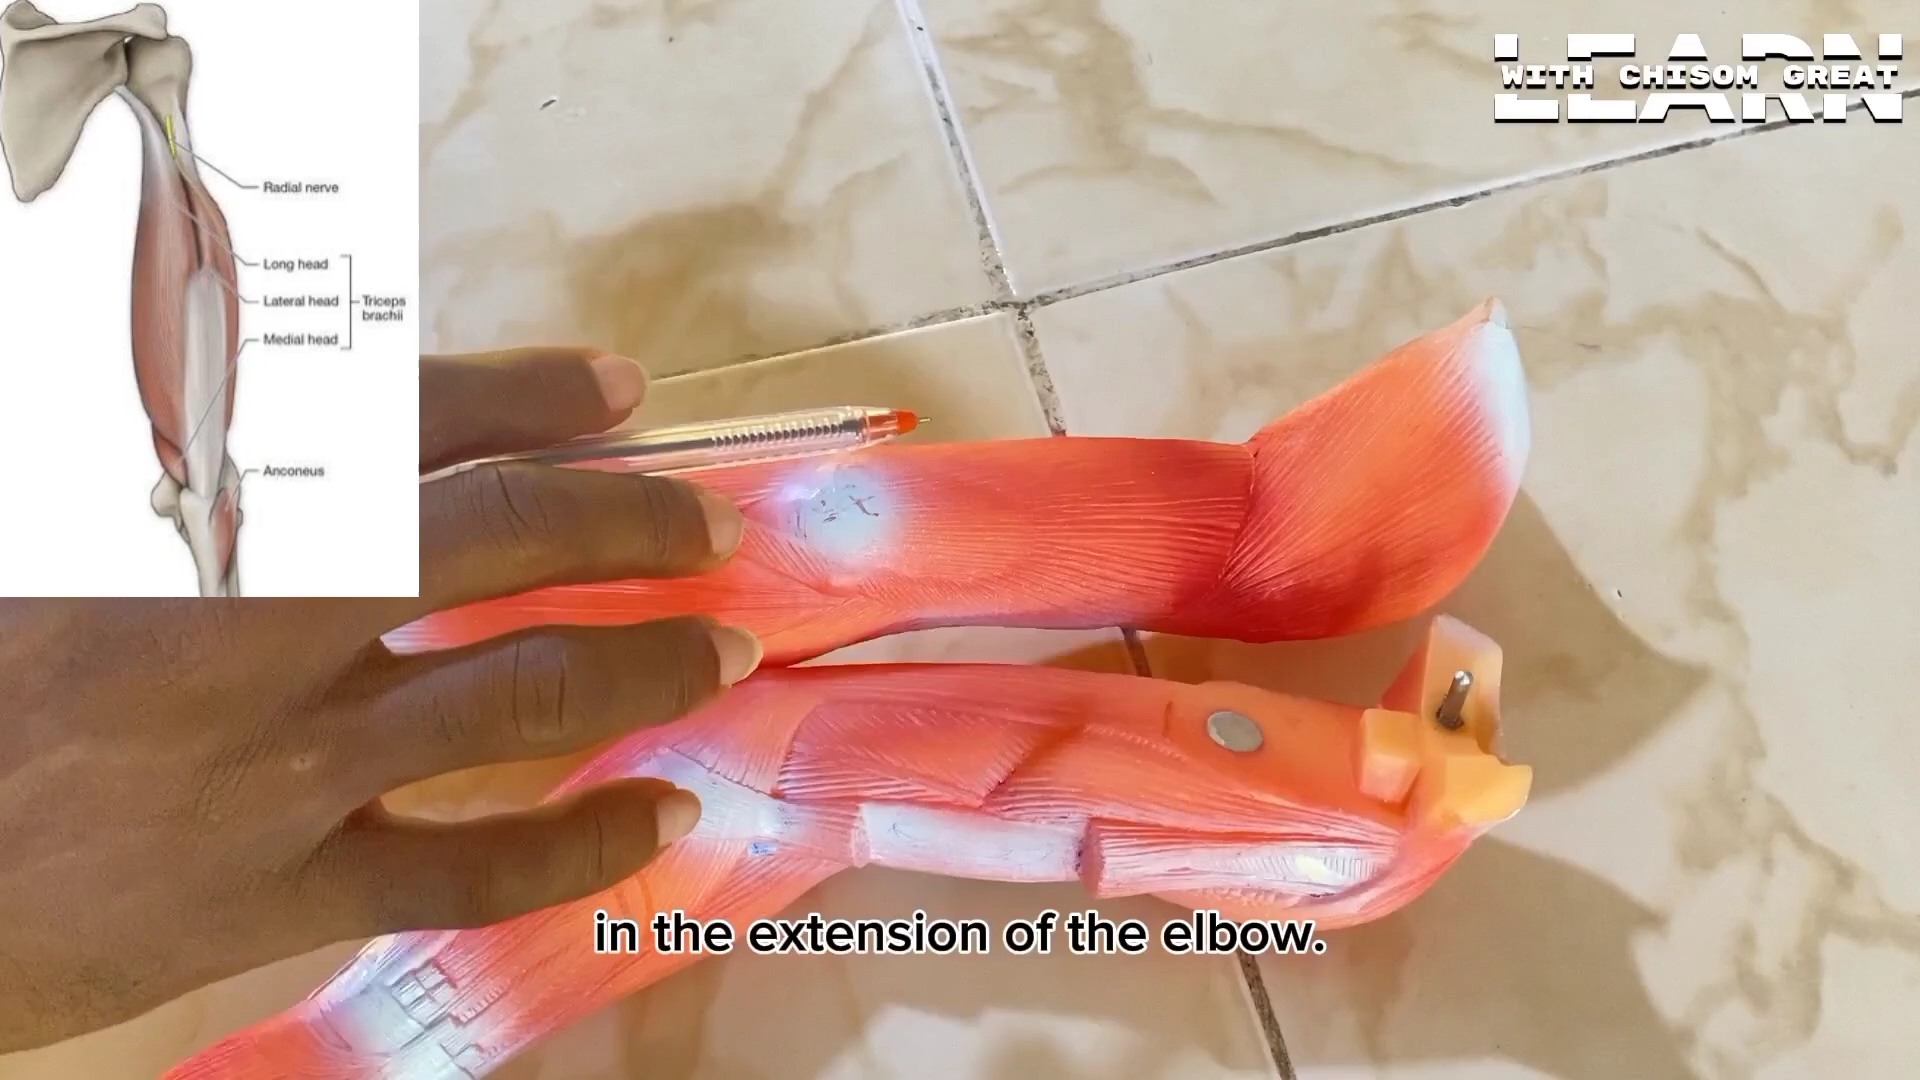 LEARN
WITH CHISOM GREAT
Radial nerve
Long head
Lateral head
Triceps
brachii
Medial head
Anconeus
in the extension of the elbow.